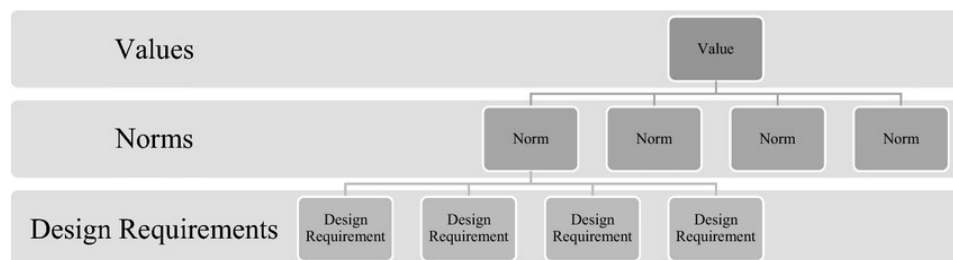 Values
Value
Norms
Norm
Norm
Norm
Norm
Design Requirements
Design
Requirement
Design
Requirement
Design
Requirement
Design
Requirement